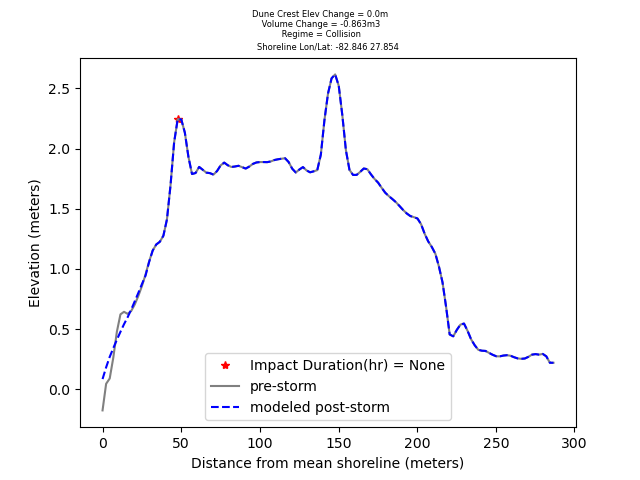 Dune Crest Elev Change = 0.0m
Volume Change = -0.863m3
Regime = Collision
Shoreline Lon/Lat: -82.846 27.854
2.5
2.0
1.5
1.0
0.5
0.0
Elevation (meters)
Impact Duration(hr) = None
pre-storm
modeled post-storm
0 50 100 150 200 250 300
Distance from mean shoreline (meters)